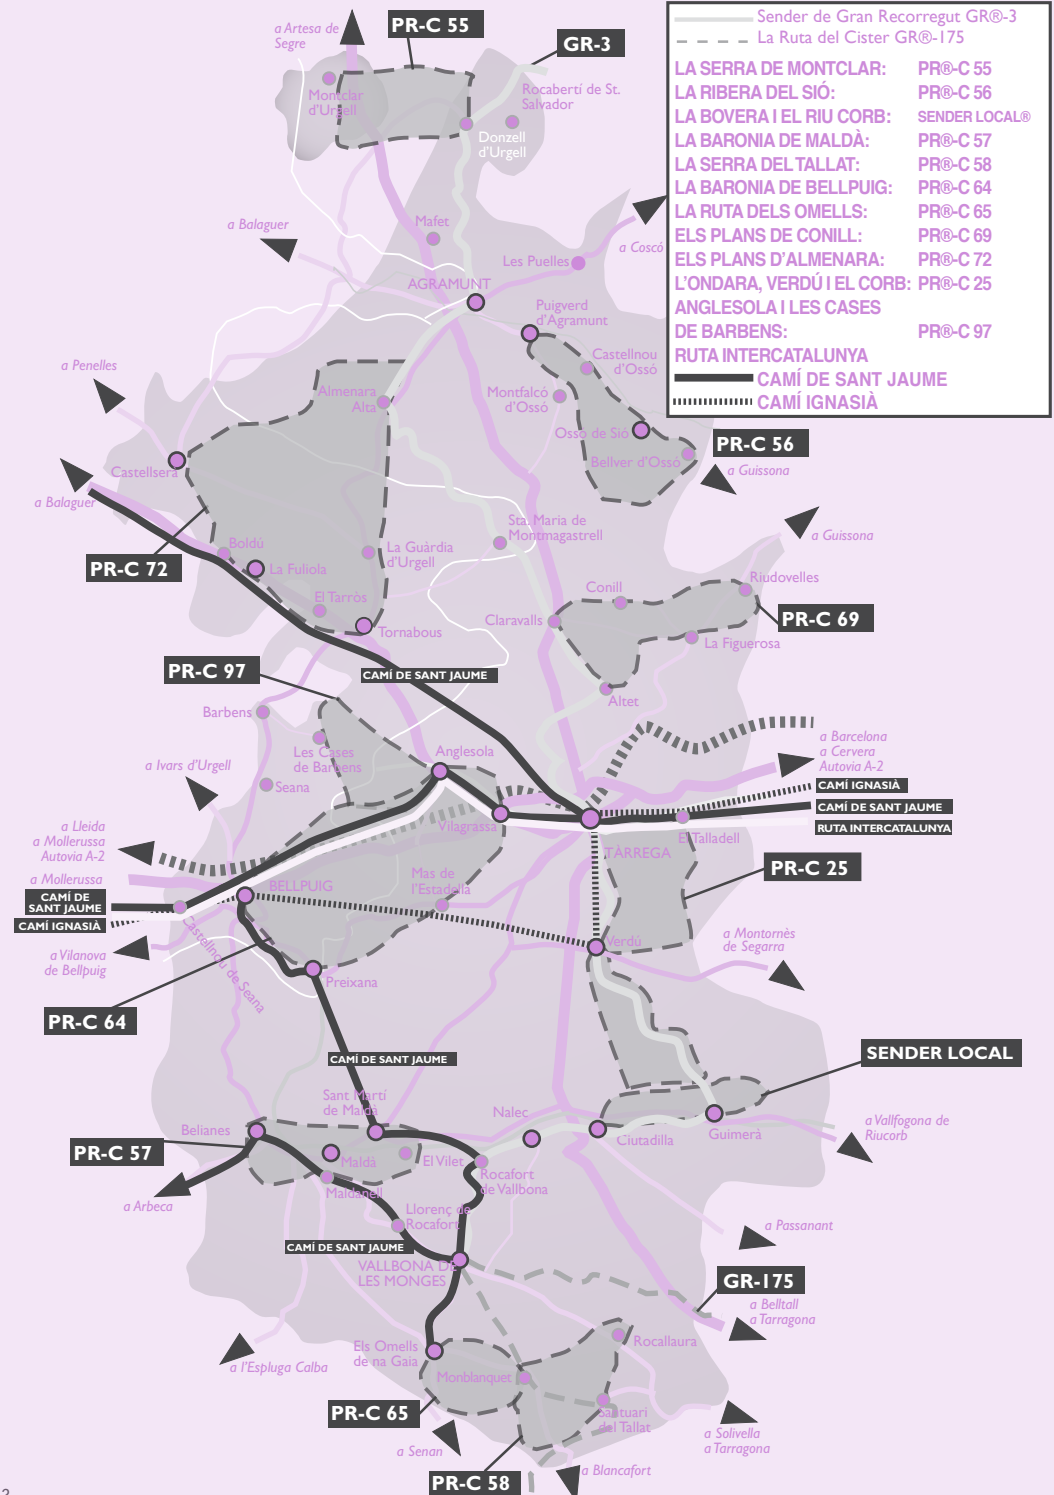 a Artesa de
Segre
PR-C 55
GR-3
Sender de Gran Recorregut GR®-3
La Ruta del Cister GR®-175
LA SERRA DE MONTCLAR: PR®-C 55
LA RIBERA DEL SIÓ: PR®-C 56
LA BOVERA I EL RIU CORB: SENDER LOCAL®
LA BARONIA DE MALDÀ: PR®-C 57
LA SERRA DEL TALLAT: PR®-C 58
LA BARONIA DE BELLPUIG: PR®-C 64
LA RUTA DELS OMELLS: PR®-C 65
ELS PLANS DE CONILL: PR®-C 69
ELS PLANS D'ALMENARA: PR®-C 72
L'ONDARA, VERDÚ I EL CORB: PR®-C 25
ANGLESOLA I LES CASES
DE BARBENS: PR®-C 97
RUTA INTERCATALUNYA
CAMÍ DE SANT JAUME
CAMÍ IGNASIÀ
Montclar
d'Urgell
Rocabertí de St.
Salvador
Donzell
d'Urgell
a Balaguer
Mafet
a Coscó
Les Puelles
AGRAMUNT
Puigverd
d'Agramunt
a Penelles
Castellnou
d'Ossó
Almenara
Alta
Montfalcó
d'Ossó
Osso de Sió
PR-C 56
Castellserà
Bellver d'Ossó
a Guissona
a Balaguer
Sta. Maria de
Montmagastrell
a Guissona
Boldú
La Guàrdia
d'Urgell
PR-C 72
La Fuliola
Riudovelles
Conill
El Tarròs
PR-C 69
Claravalls
Tornabous
La Figuerosa
PR-C 97
CAMÍ DE SANT JAUME
Altet
Barbens
Les Cases
de Barbens
Anglesola
a Barcelona
a Cervera
Autovia A-2
a Ivars d'Urgell
Seana
CAMÍ IGNASIÀ
CAMÍ DE SANT JAUME
a Lleida
a Mollerussa
Autovia A-2
Vilagrassa
RUTA INTERCATALUNYA
El Talladell
TÀRREGA
PR-C 25
a Mollerussa
BELLPUIG
Mas de
l'Estadella
CAMÍ DE
SANT JAUME
CAMÍ IGNASIÀ
Castellnou de Seana
a Vilanova
de Bellpuig
Verdú
a Montornès
de Segarra
Preixana
PR-C 64
CAMÍ DE SANT JAUME
SENDER LOCAL
Sant Martí
de Maldà
Nalec
Belianes
Ciutadilla
Guimerà
a Vallfogona de
Riucorb
PR-C 57
Maldà
El Vilet
Rocafort
de Vallbona
Maldanell
a Arbeca
Llorenç de
Rocafort
a Passanant
CAMÍ DE SANT JAUME
VALLBONA DE
LES MONGES
GR-175
a Belltall
a Tarragona
Rocallaura
Els Omells
de na Gaia
a l'Espluga Calba
Monblanquet
PR-C 65
Santuari
del Tallat
a Solivella
a Tarragona
a Senan
a Blancafort
PR-C 58
2